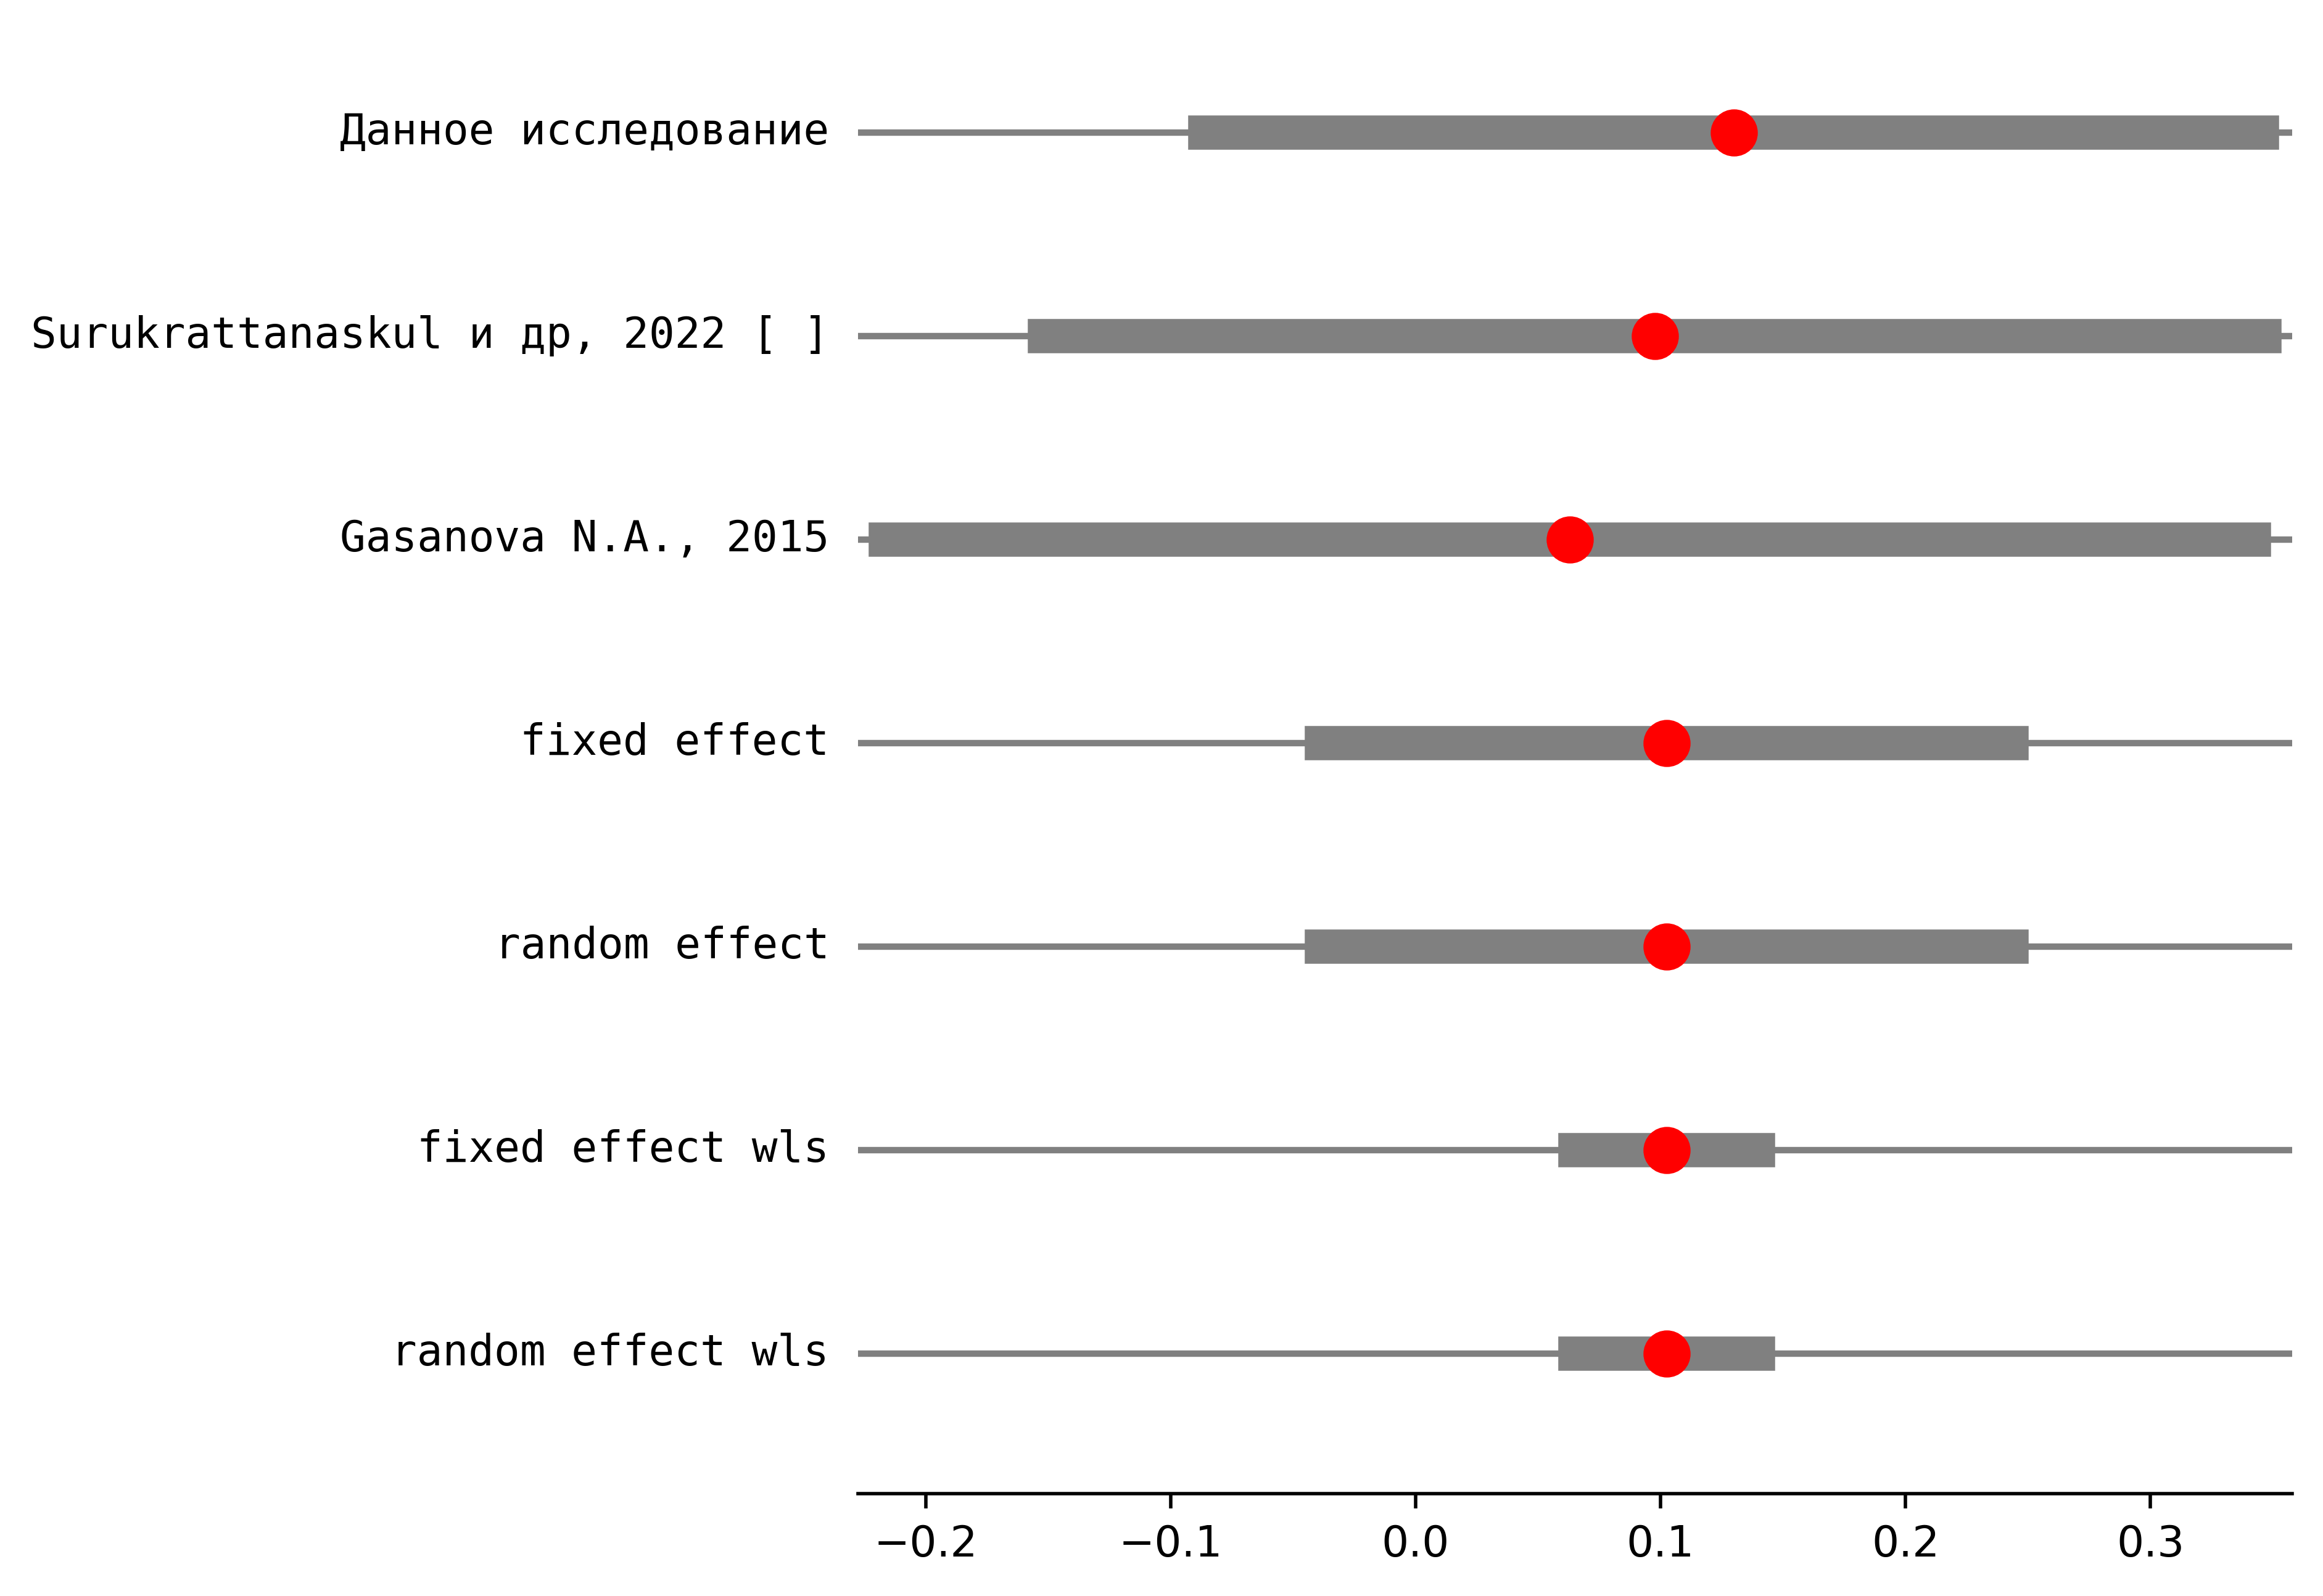 Данное исследование
Surukrattanaskul и др, 2022 [ ]
Gasanova N.A., 2015
fixed effect
random effect
fixed effect wls
random effect wls
−0.2 −0.1 0.0 0.1 0.2 0.3